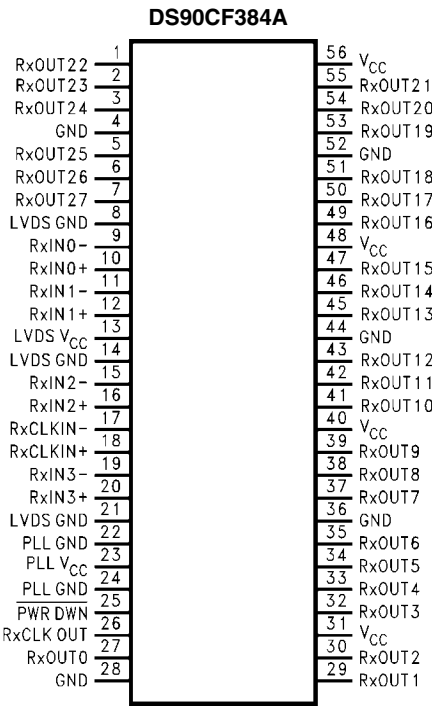 DS90CF384A
RxOUT22 1
RxOUT23 2
RxOUT24 3
GND 4
RxOUT25 5
RxOUT26 6
RxOUT27 7
LVDS GND 8
RxIN0- 9
RxIN0+ 10
RxIN1- 11
RxIN1+ 12
LVDS VCC 13
LVDS GND 14
RxIN2- 15
RxIN2+ 16
RxCLKIN- 17
RxCLKIN+ 18
RxIN3- 19
RxIN3+ 20
LVDS GND 21
PLL GND 22
PLL VCC 23
PLL GND 24
PWR DWN 25
RxCLK OUT 26
RxOUT0 27
GND 28
56 VCC
55 RxOUT21
54 RxOUT20
53 RxOUT19
52 GND
51 RxOUT18
50 RxOUT17
49 RxOUT16
48 VCC
47 RxOUT15
46 RxOUT14
45 RxOUT13
44 GND
43 RxOUT12
42 RxOUT11
41 RxOUT10
40 VCC
39 RxOUT9
38 RxOUT8
37 RxOUT7
36 GND
35 RxOUT6
34 RxOUT5
33 RxOUT4
32 RxOUT3
31 VCC
30 RxOUT2
29 RxOUT1